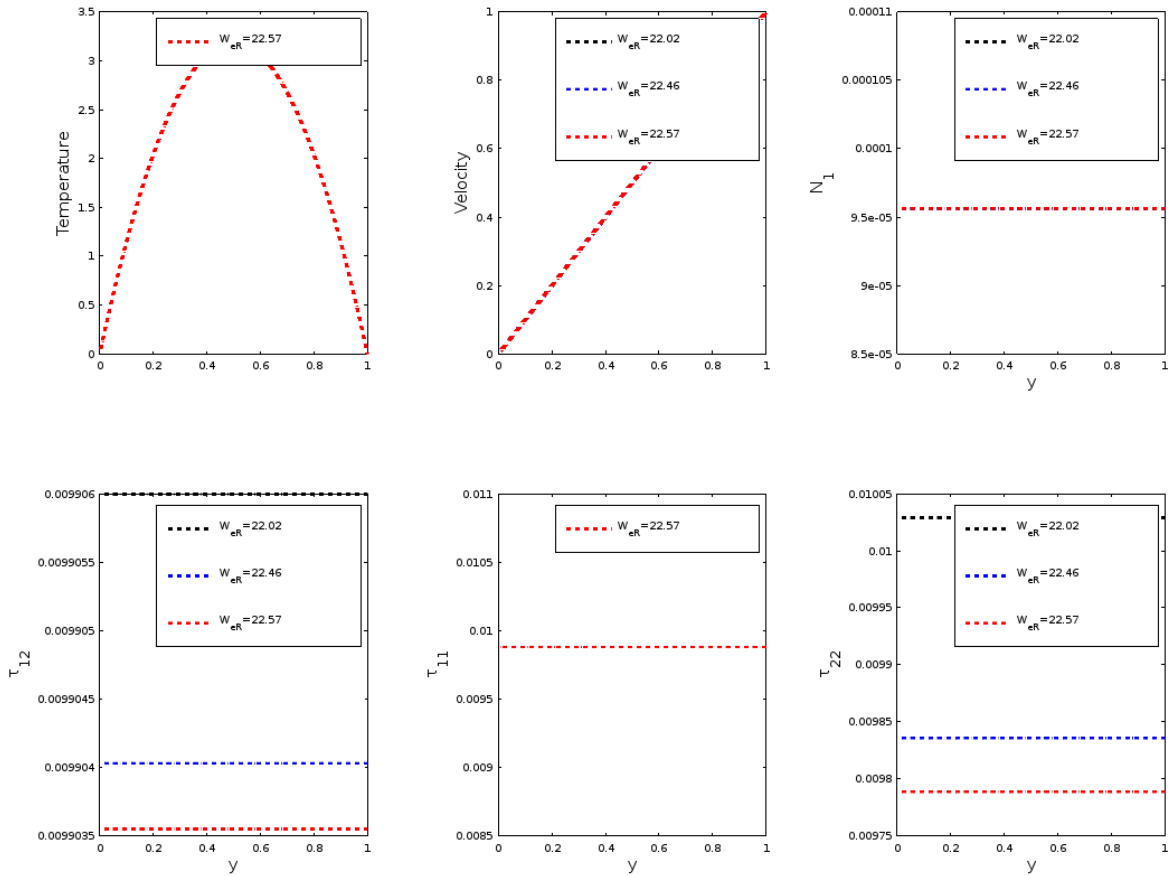 3.5
3
2.5
2
1.5
1
0.5
0
Temperature
W_eR=22.57
0 0.2 0.4 0.6 0.8 1
1
0.8
0.6
0.4
0.2
0
Velocity
W_eR=22.02
W_eR=22.46
W_eR=22.57
0 0.2 0.4 0.6 0.8 1
0.00011
0.000105
0.0001
9.5e-05
9e-05
8.5e-05
N_1
W_eR=22.02
W_eR=22.46
W_eR=22.57
0 0.2 0.4 0.6 0.8 1
y
0.009906
0.0099055
0.009905
0.0099045
0.009904
0.0099035
τ_12
W_eR=22.02
W_eR=22.46
W_eR=22.57
0 0.2 0.4 0.6 0.8 1
y
0.011
0.0105
0.01
0.0095
0.009
0.0085
τ_11
W_eR=22.57
0 0.2 0.4 0.6 0.8 1
y
0.01005
0.01
0.00995
0.0099
0.00985
0.0098
0.00975
τ_22
W_eR=22.02
W_eR=22.46
W_eR=22.57
0 0.2 0.4 0.6 0.8 1
y